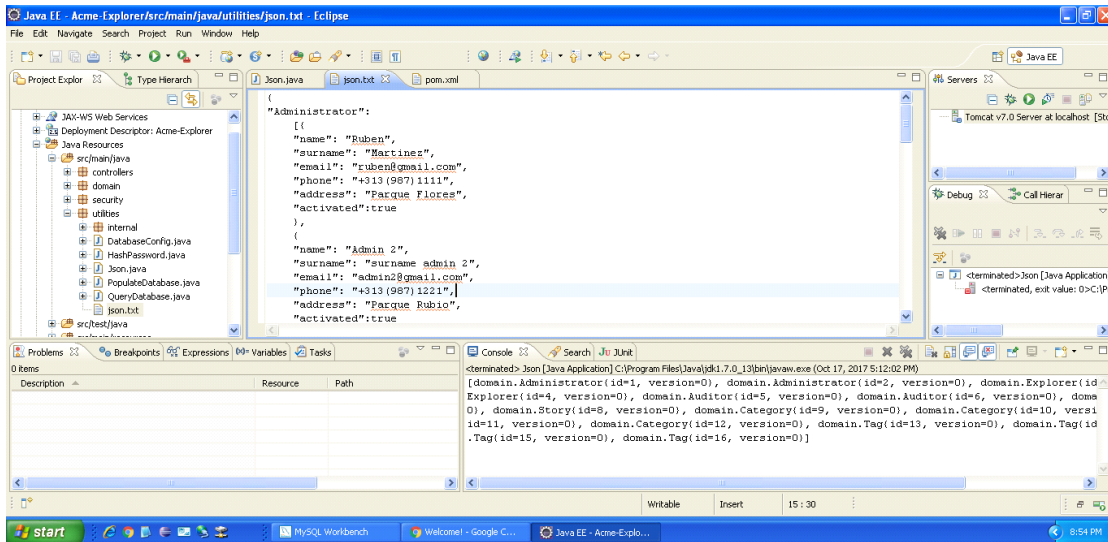 Java EE - Acme-Explorer/src/main/java/utilities/json.txt - Eclipse
File Edit Navigate Search Project Run Window Help
Java EE
Project Explor
Type Hierarch
JAX-WS Web Services
Deployment Descriptor: Acme-Explorer
Java Resources
src/main/java
controllers
domain
security
utilities
internal
DatabaseConfig.java
HashPassword.java
Json.java
PopulateDatabase.java
QueryDatabase.java
json.txt
src/test/java
Json.java
json.txt
pom.xml
{
"Administrator":
[{
"name": "Ruben",
"surname": "Martinez",
"email": "ruben@gmail.com",
"phone": "+313(987)1111",
"address": "Parque Flores",
"activated":true
},
{
"name": "Admin 2",
"surname": "surname admin 2",
"email": "admin2@gmail.com",
"phone": "+313(987)1221",
"address": "Parque Rubio",
"activated":true
Servers
Tomcat v7.0 Server at localhost [Sto
Debug
Call Hierar
<terminated>Json [Java Application
<terminated, exit value: 0>C:\P
Problems
Breakpoints
Expressions
Variables
Tasks
0 items
Description
Resource
Path
Console
Search
JUnit
<terminated> Json [Java Application] C:\Program Files\Java\jdk1.7.0_13\bin\javaw.exe (Oct 17, 2017 5:12:02 PM)
[domain.Administrator{id=1, version=0}, domain.Administrator{id=2, version=0}, domain.Explorer{id
Explorer{id=4, version=0}, domain.Auditor{id=5, version=0}, domain.Auditor{id=6, version=0}, doma
0}, domain.Story{id=8, version=0}, domain.Category{id=9, version=0}, domain.Category{id=10, versi
id=11, version=0}, domain.Category{id=12, version=0}, domain.Tag{id=13, version=0}, domain.Tag{id
.Tag{id=15, version=0}, domain.Tag{id=16, version=0}]
Writable
Insert
15 : 30
start
MySQL Workbench
Welcome! - Google C...
Java EE - Acme-Explo...
8:54 PM